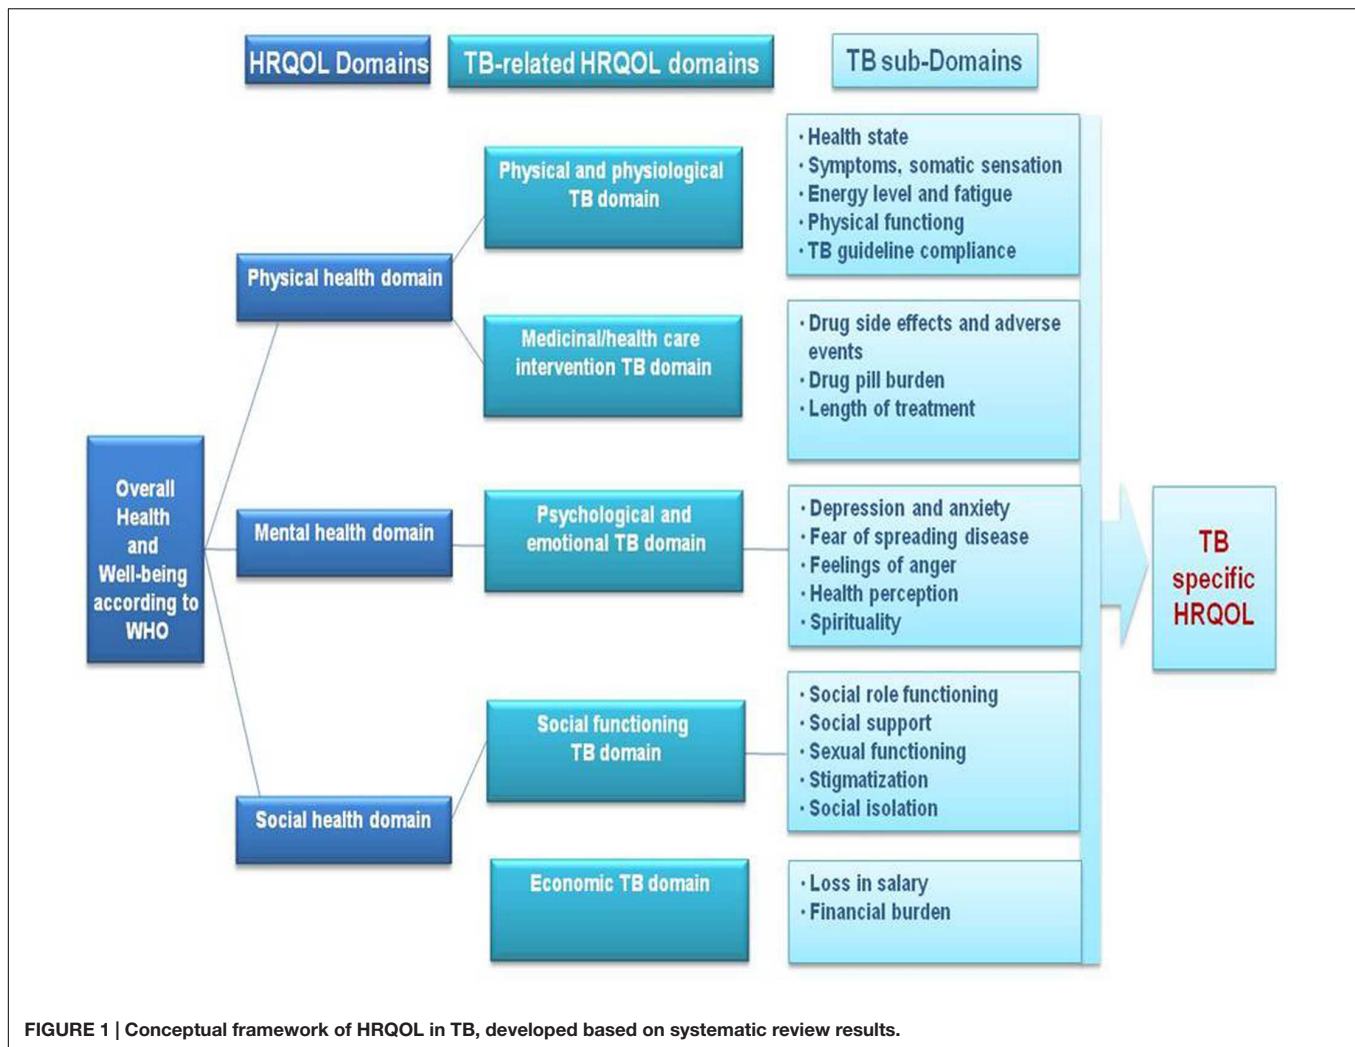 HRQOL Domains
TB-related HRQOL domains
TB sub-Domains
Overall
Health
and
Well-being
according to
WHO
Physical health domain
Physical and physiological
TB domain
· Health state
· Symptoms, somatic sensation
· Energy level and fatigue
· Physical functiong
· TB guideline compliance
Medicinal/health care
intervention TB domain
· Drug side effects and adverse
events
· Drug pill burden
· Length of treatment
Mental health domain
Psychological and
emotional TB domain
· Depression and anxiety
· Fear of spreading disease
· Feelings of anger
· Health perception
· Spirituality
Social health domain
Social functioning
TB domain
· Social role functioning
· Social support
· Sexual functioning
· Stigmatization
· Social isolation
Economic TB domain
· Loss in salary
· Financial burden
TB
specific
HRQOL
FIGURE 1 | Conceptual framework of HRQOL in TB, developed based on systematic review results.